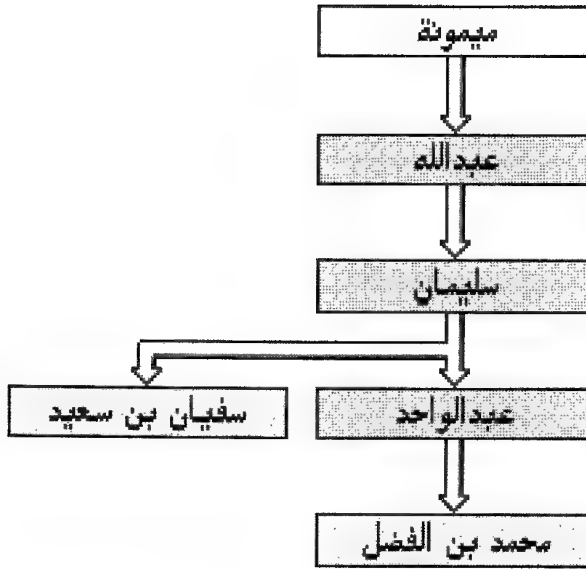 ميمونة
عبدالله
سليمان
عبدالواحد
سفيان بن سعيد
محمد بن الفضل